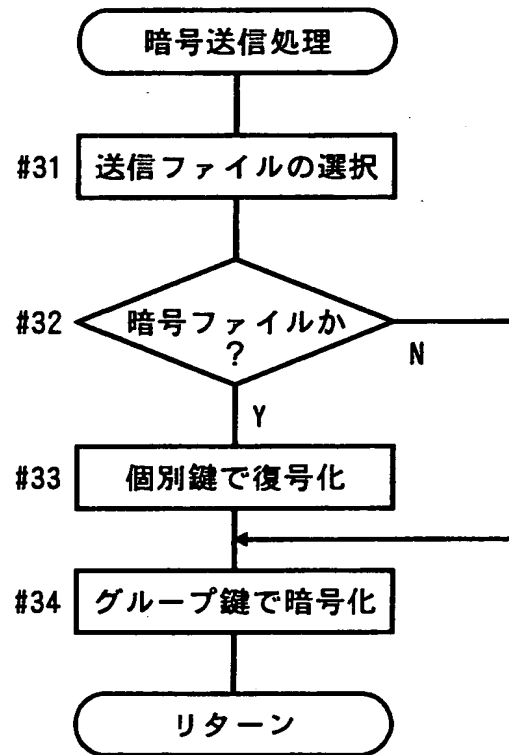 暗号送信処理
#31 送信ファイルの選択
#32 暗号ファイルか
?
N
Y
#33 個別鍵で復号化
#34 グループ鍵で暗号化
リターン